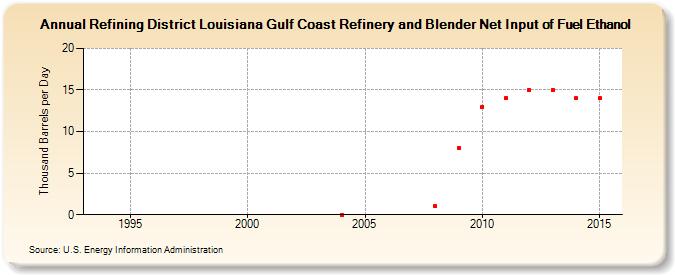 Annual Refining District Louisiana Gulf Coast Refinery and Blender Net Input of Fuel Ethanol
Thousand Barrels per Day
20
15
10
5
0
1995 2000 2005 2010 2015
Source: U.S. Energy Information Administration